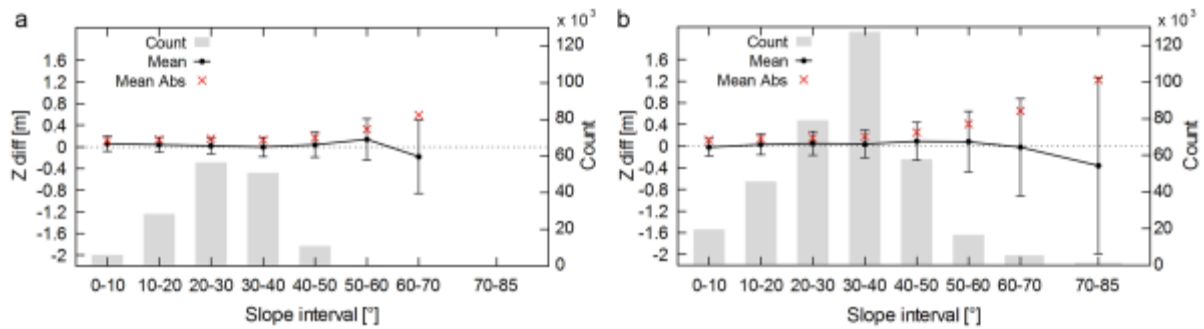 a
x 10³
Count
Mean
Mean Abs
1.6
1.2
0.8
0.4
0
-0.4
-0.8
-1.2
-1.6
-2
Z diff [m]
120
100
80
60
40
20
0
Count
0-10 10-20 20-30 30-40 40-50 50-60 60-70 70-85
Slope interval [°]
b
x 10³
Count
Mean
Mean Abs
1.6
1.2
0.8
0.4
0
-0.4
-0.8
-1.2
-1.6
-2
Z diff [m]
120
100
80
60
40
20
0
Count
0-10 10-20 20-30 30-40 40-50 50-60 60-70 70-85
Slope interval [°]